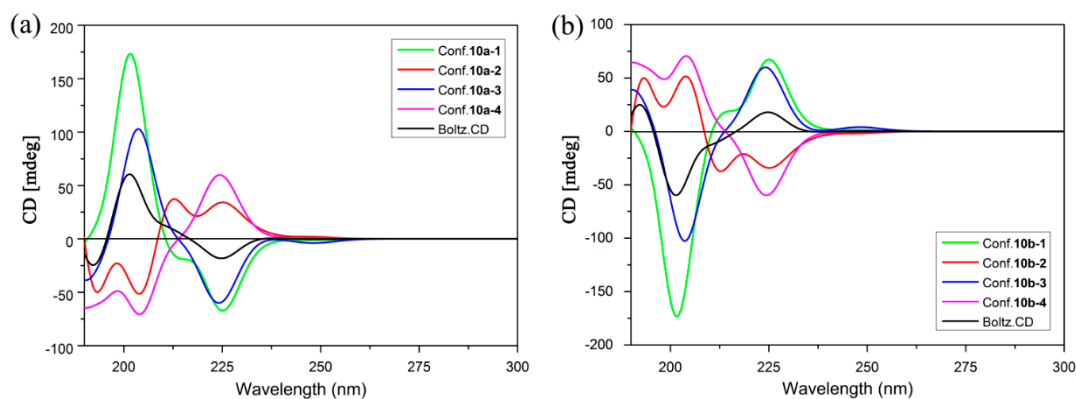 (a)
200
150
100
50
0
-50
-100
CD [mdeg]
Conf.10a-1
Conf.10a-2
Conf.10a-3
Conf.10a-4
Boltz.CD
200
225
250
275
300
Wavelength (nm)
(b)
100
50
0
-50
-100
-150
-200
CD [mdeg]
Conf.10b-1
Conf.10b-2
Conf.10b-3
Conf.10b-4
Boltz.CD
200
225
250
275
300
Wavelength (nm)